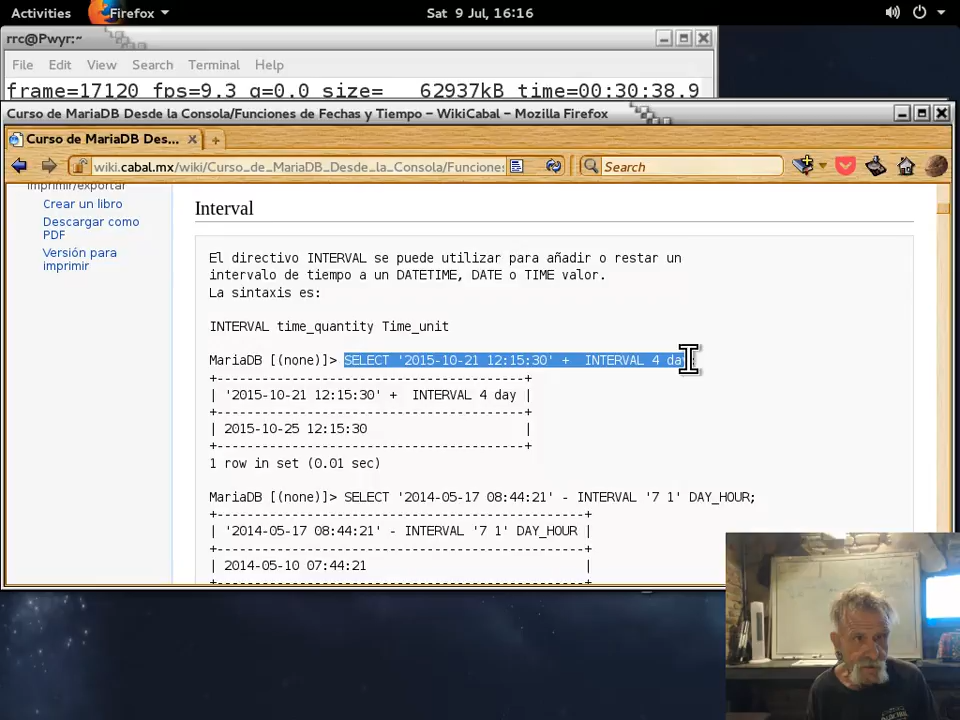 Activities Firefox Sat 9 Jul, 16:16
rrc@Pwyr:~
File Edit View Search Terminal Help
frame=17120 fps=9.3 q=0.0 size= 62937kB time=00:30:38.9
Curso de MariaDB Desde la Consola/Funciones de Fechas y Tiempo – WikiCabal - Mozilla Firefox
Curso de MariaDB Des...
wiki.cabal.mx/wiki/Curso_de_MariaDB_Desde_la_Consola/Funciones
Search
Imprimir/exportar
Crear un libro
Descargar como
PDF
Versión para
imprimir
Interval
El directivo INTERVAL se puede utilizar para añadir o restar un
intervalo de tiempo a un DATETIME, DATE o TIME valor.
La sintaxis es:
INTERVAL time_quantity Time_unit
MariaDB [(none)]> SELECT '2015-10-21 12:15:30' +  INTERVAL 4 day;
+---------------------------------------+
| '2015-10-21 12:15:30' +  INTERVAL 4 day |
+---------------------------------------+
| 2015-10-25 12:15:30 |
+---------------------------------------+
1 row in set (0.01 sec)
MariaDB [(none)]> SELECT '2014-05-17 08:44:21' - INTERVAL '7 1' DAY_HOUR;
+-----------------------------------------------+
| '2014-05-17 08:44:21' - INTERVAL '7 1' DAY_HOUR |
+-----------------------------------------------+
| 2014-05-10 07:44:21 |
+-----------------------------------------------+